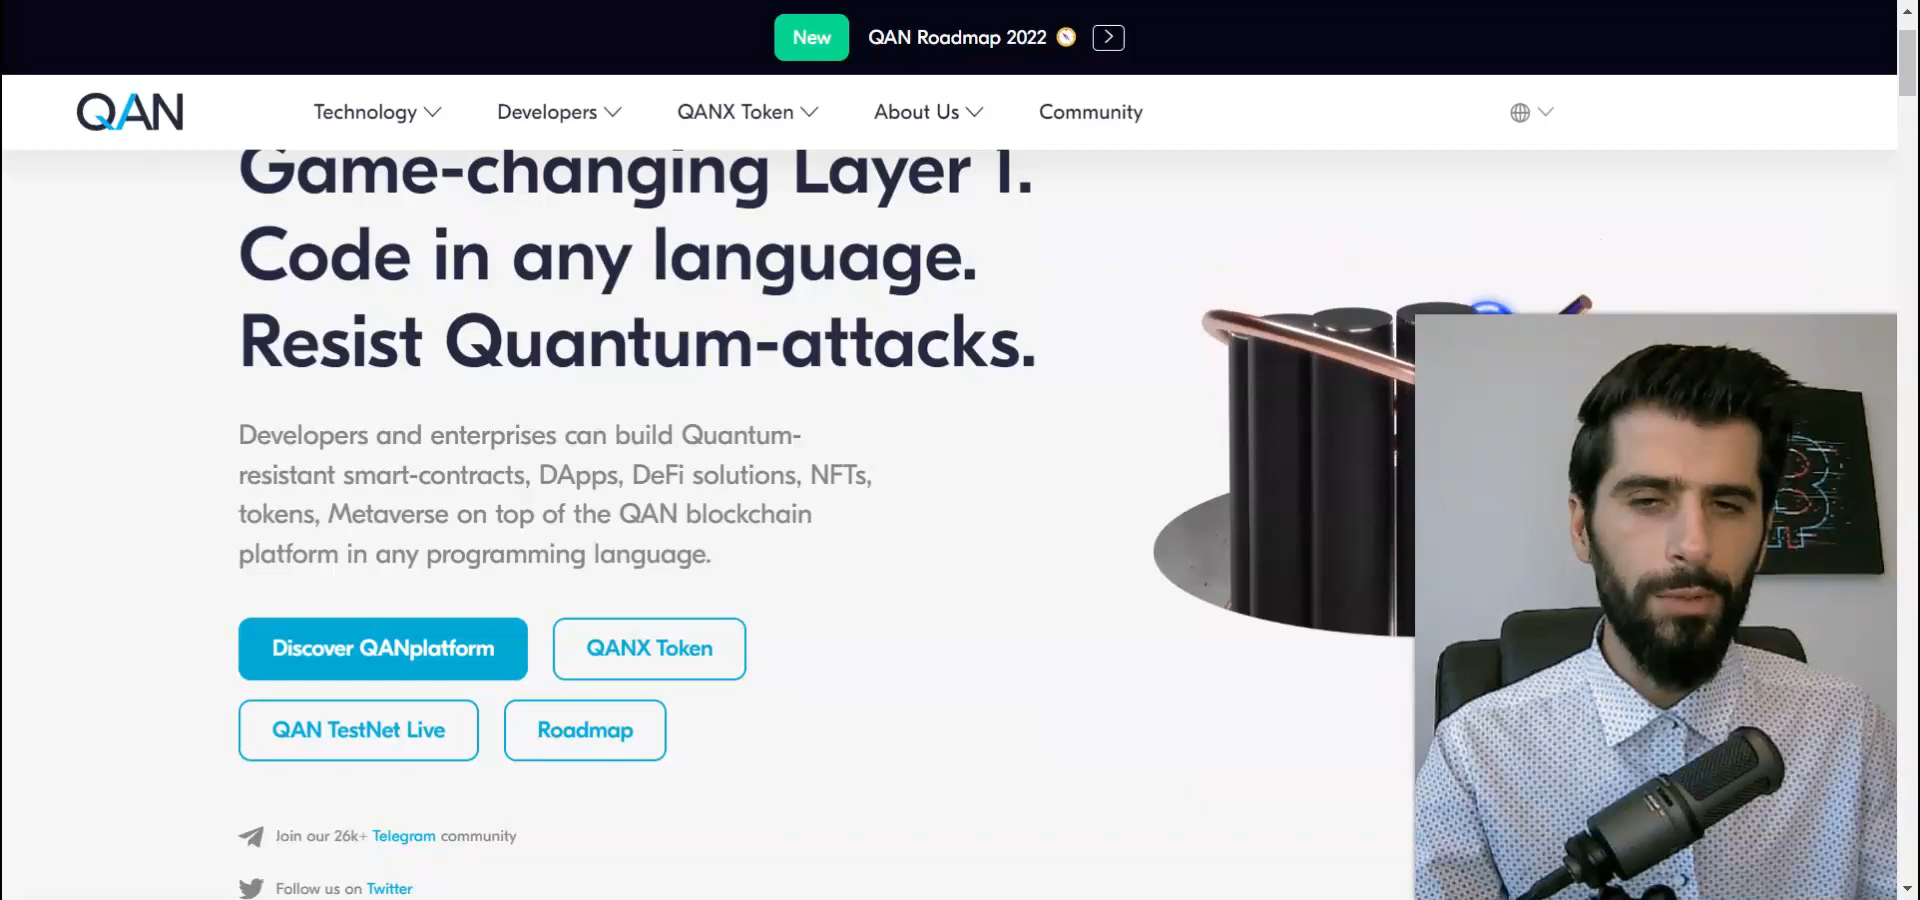 New QAN Roadmap 2022
QAN
Technology Developers QANX Token About Us Community
Game-changing Layer 1.
Code in any language.
Resist Quantum-attacks.
Developers and enterprises can build Quantum-
resistant smart-contracts, DApps, DeFi solutions, NFTs,
tokens, Metaverse on top of the QAN blockchain
platform in any programming language.
Discover QANplatform QANX Token
QAN TestNet Live Roadmap
Join our 26k+ Telegram community
Follow us on Twitter